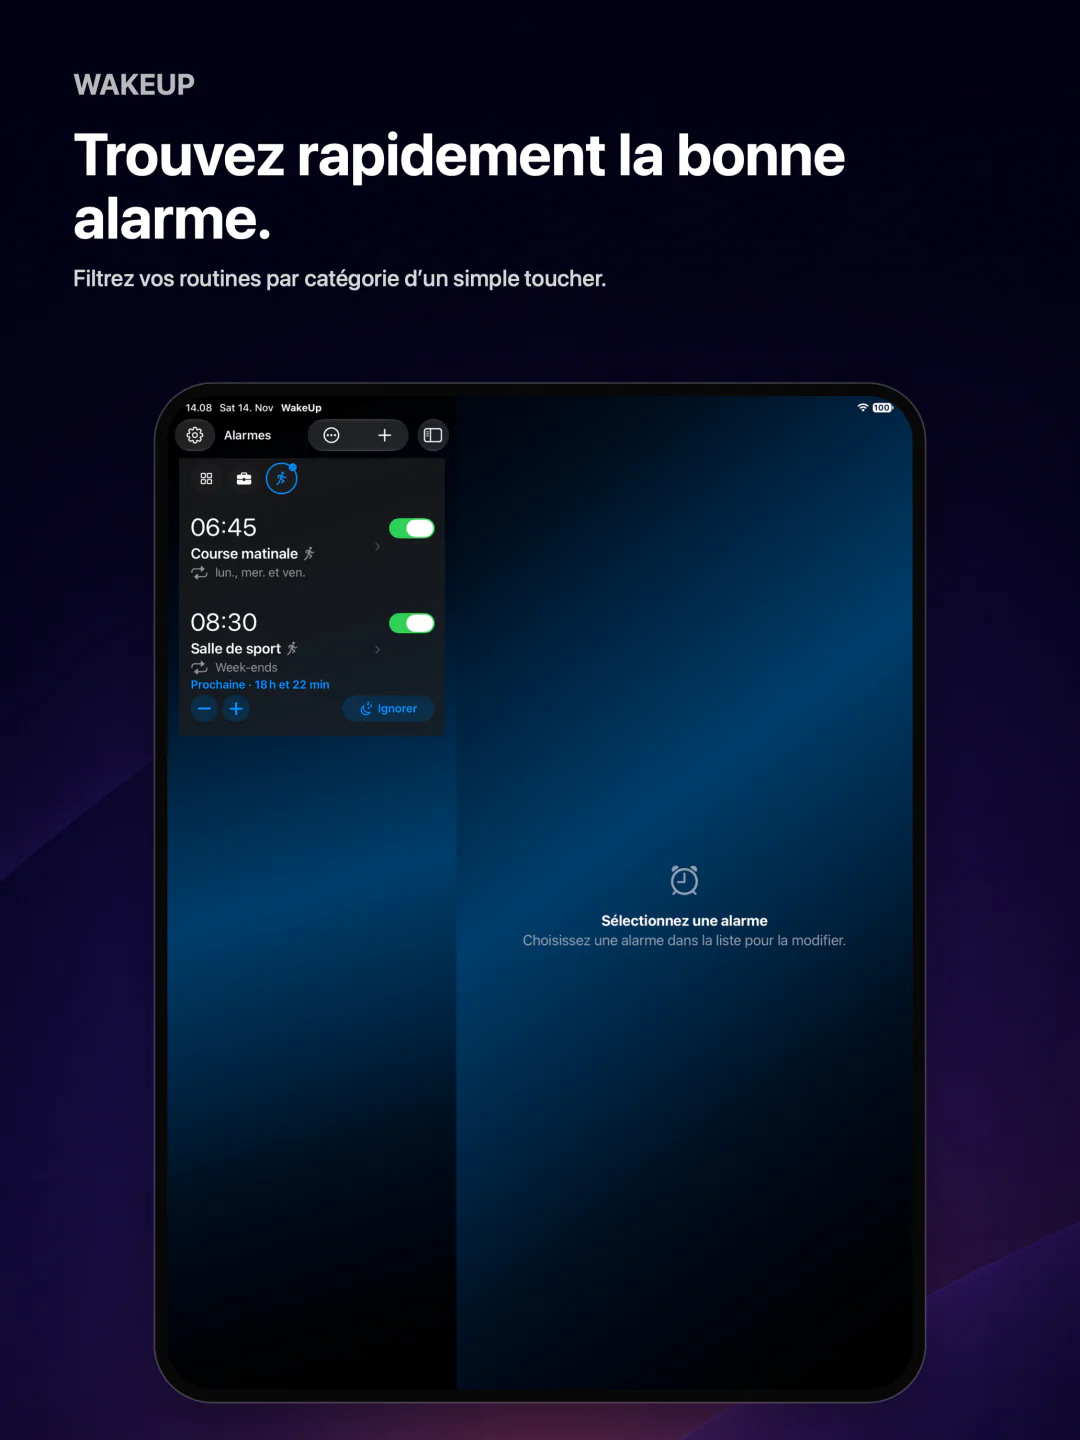 WAKEUP
Trouvez rapidement la bonne
alarme.
Filtrez vos routines par catégorie d’un simple toucher.
14.08 Sat 14. Nov WakeUp
100
Alarmes
06:45
Course matinale
lun., mer. et ven.
08:30
Salle de sport
Week-ends
Prochaine · 18 h et 22 min
Ignorer
Sélectionnez une alarme
Choisissez une alarme dans la liste pour la modifier.